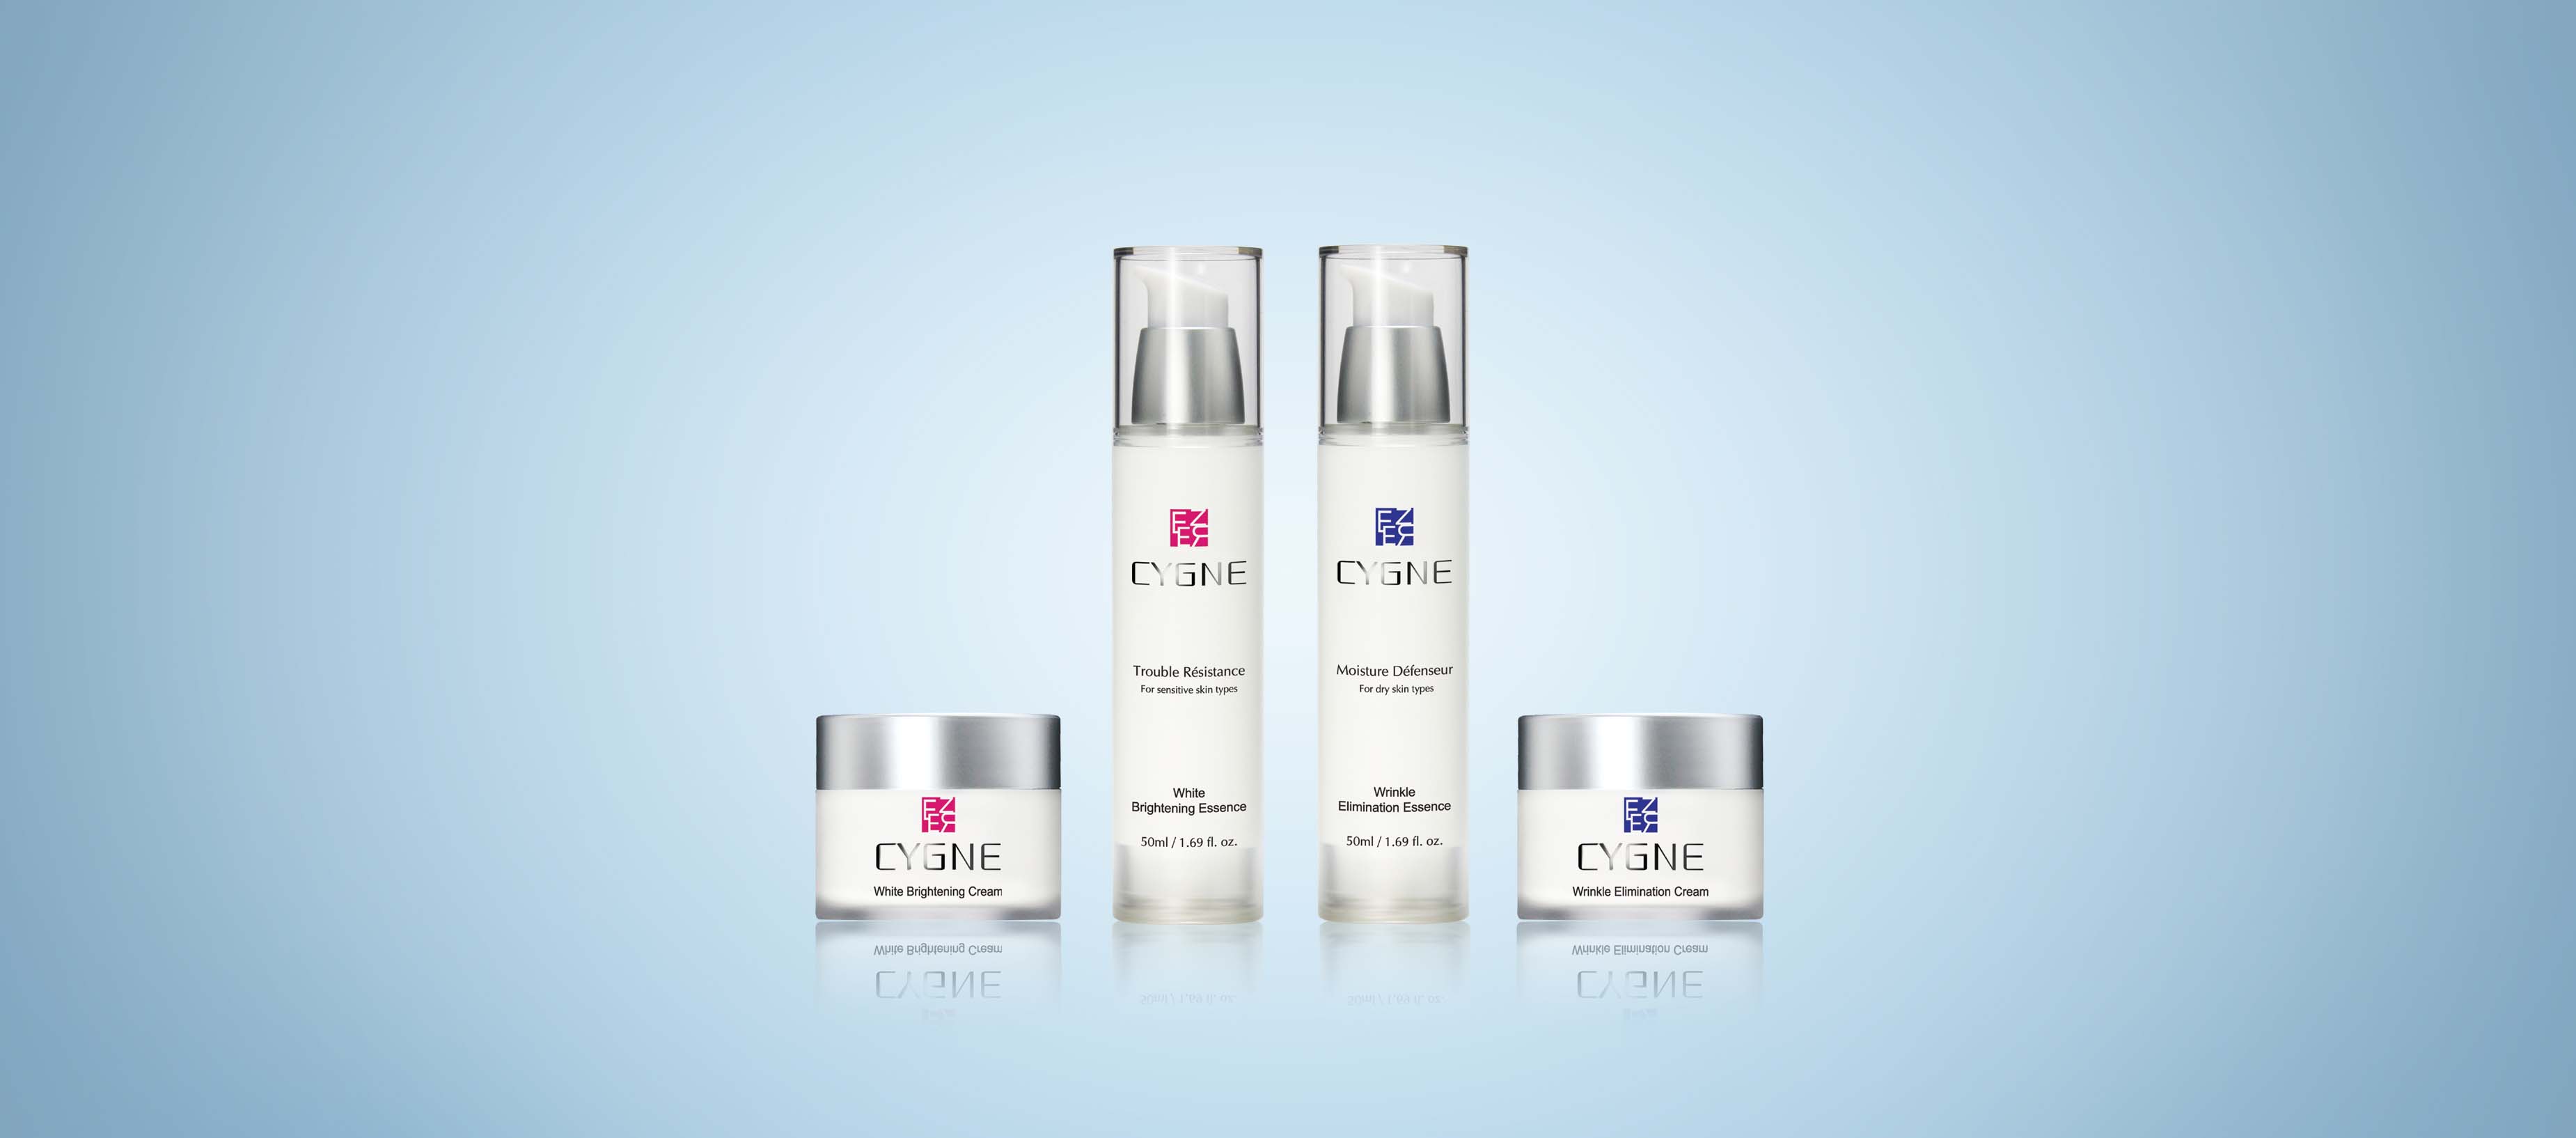 CYGNE
White Brightening Cream
CYGNE
Trouble Résistance
For sensitive skin types
White
Brightening Essence
50ml / 1.69 fl. oz.
CYGNE
Moisture Défenseur
For dry skin types
Wrinkle
Elimination Essence
50ml / 1.69 fl. oz.
CYGNE
Wrinkle Elimination Cream